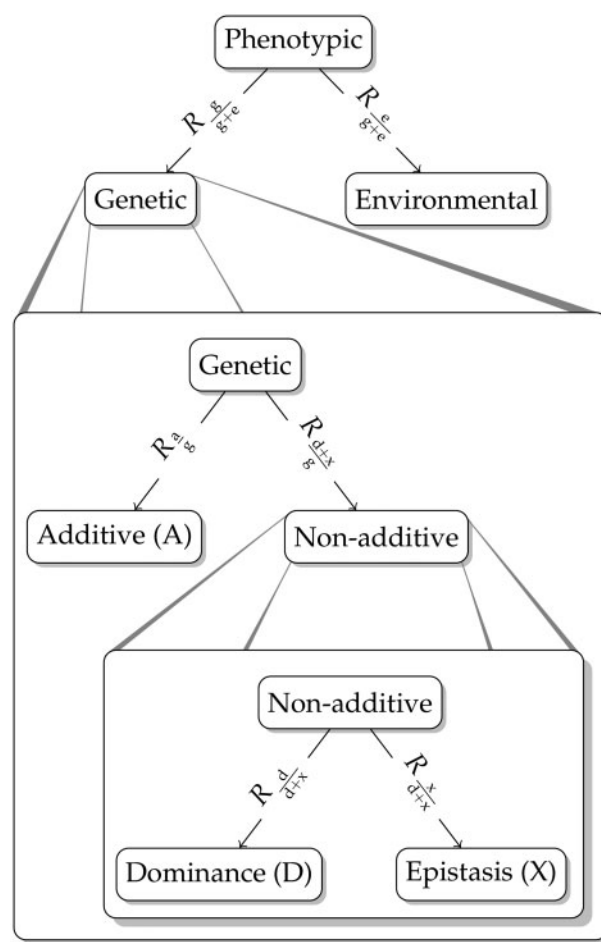 Phenotypic
R g/g+e R e/g+e
Genetic Environmental
Genetic
R a/g R d+x/g
Additive (A) Non-additive
Non-additive
R d/d+x R x/d+x
Dominance (D) Epistasis (X)